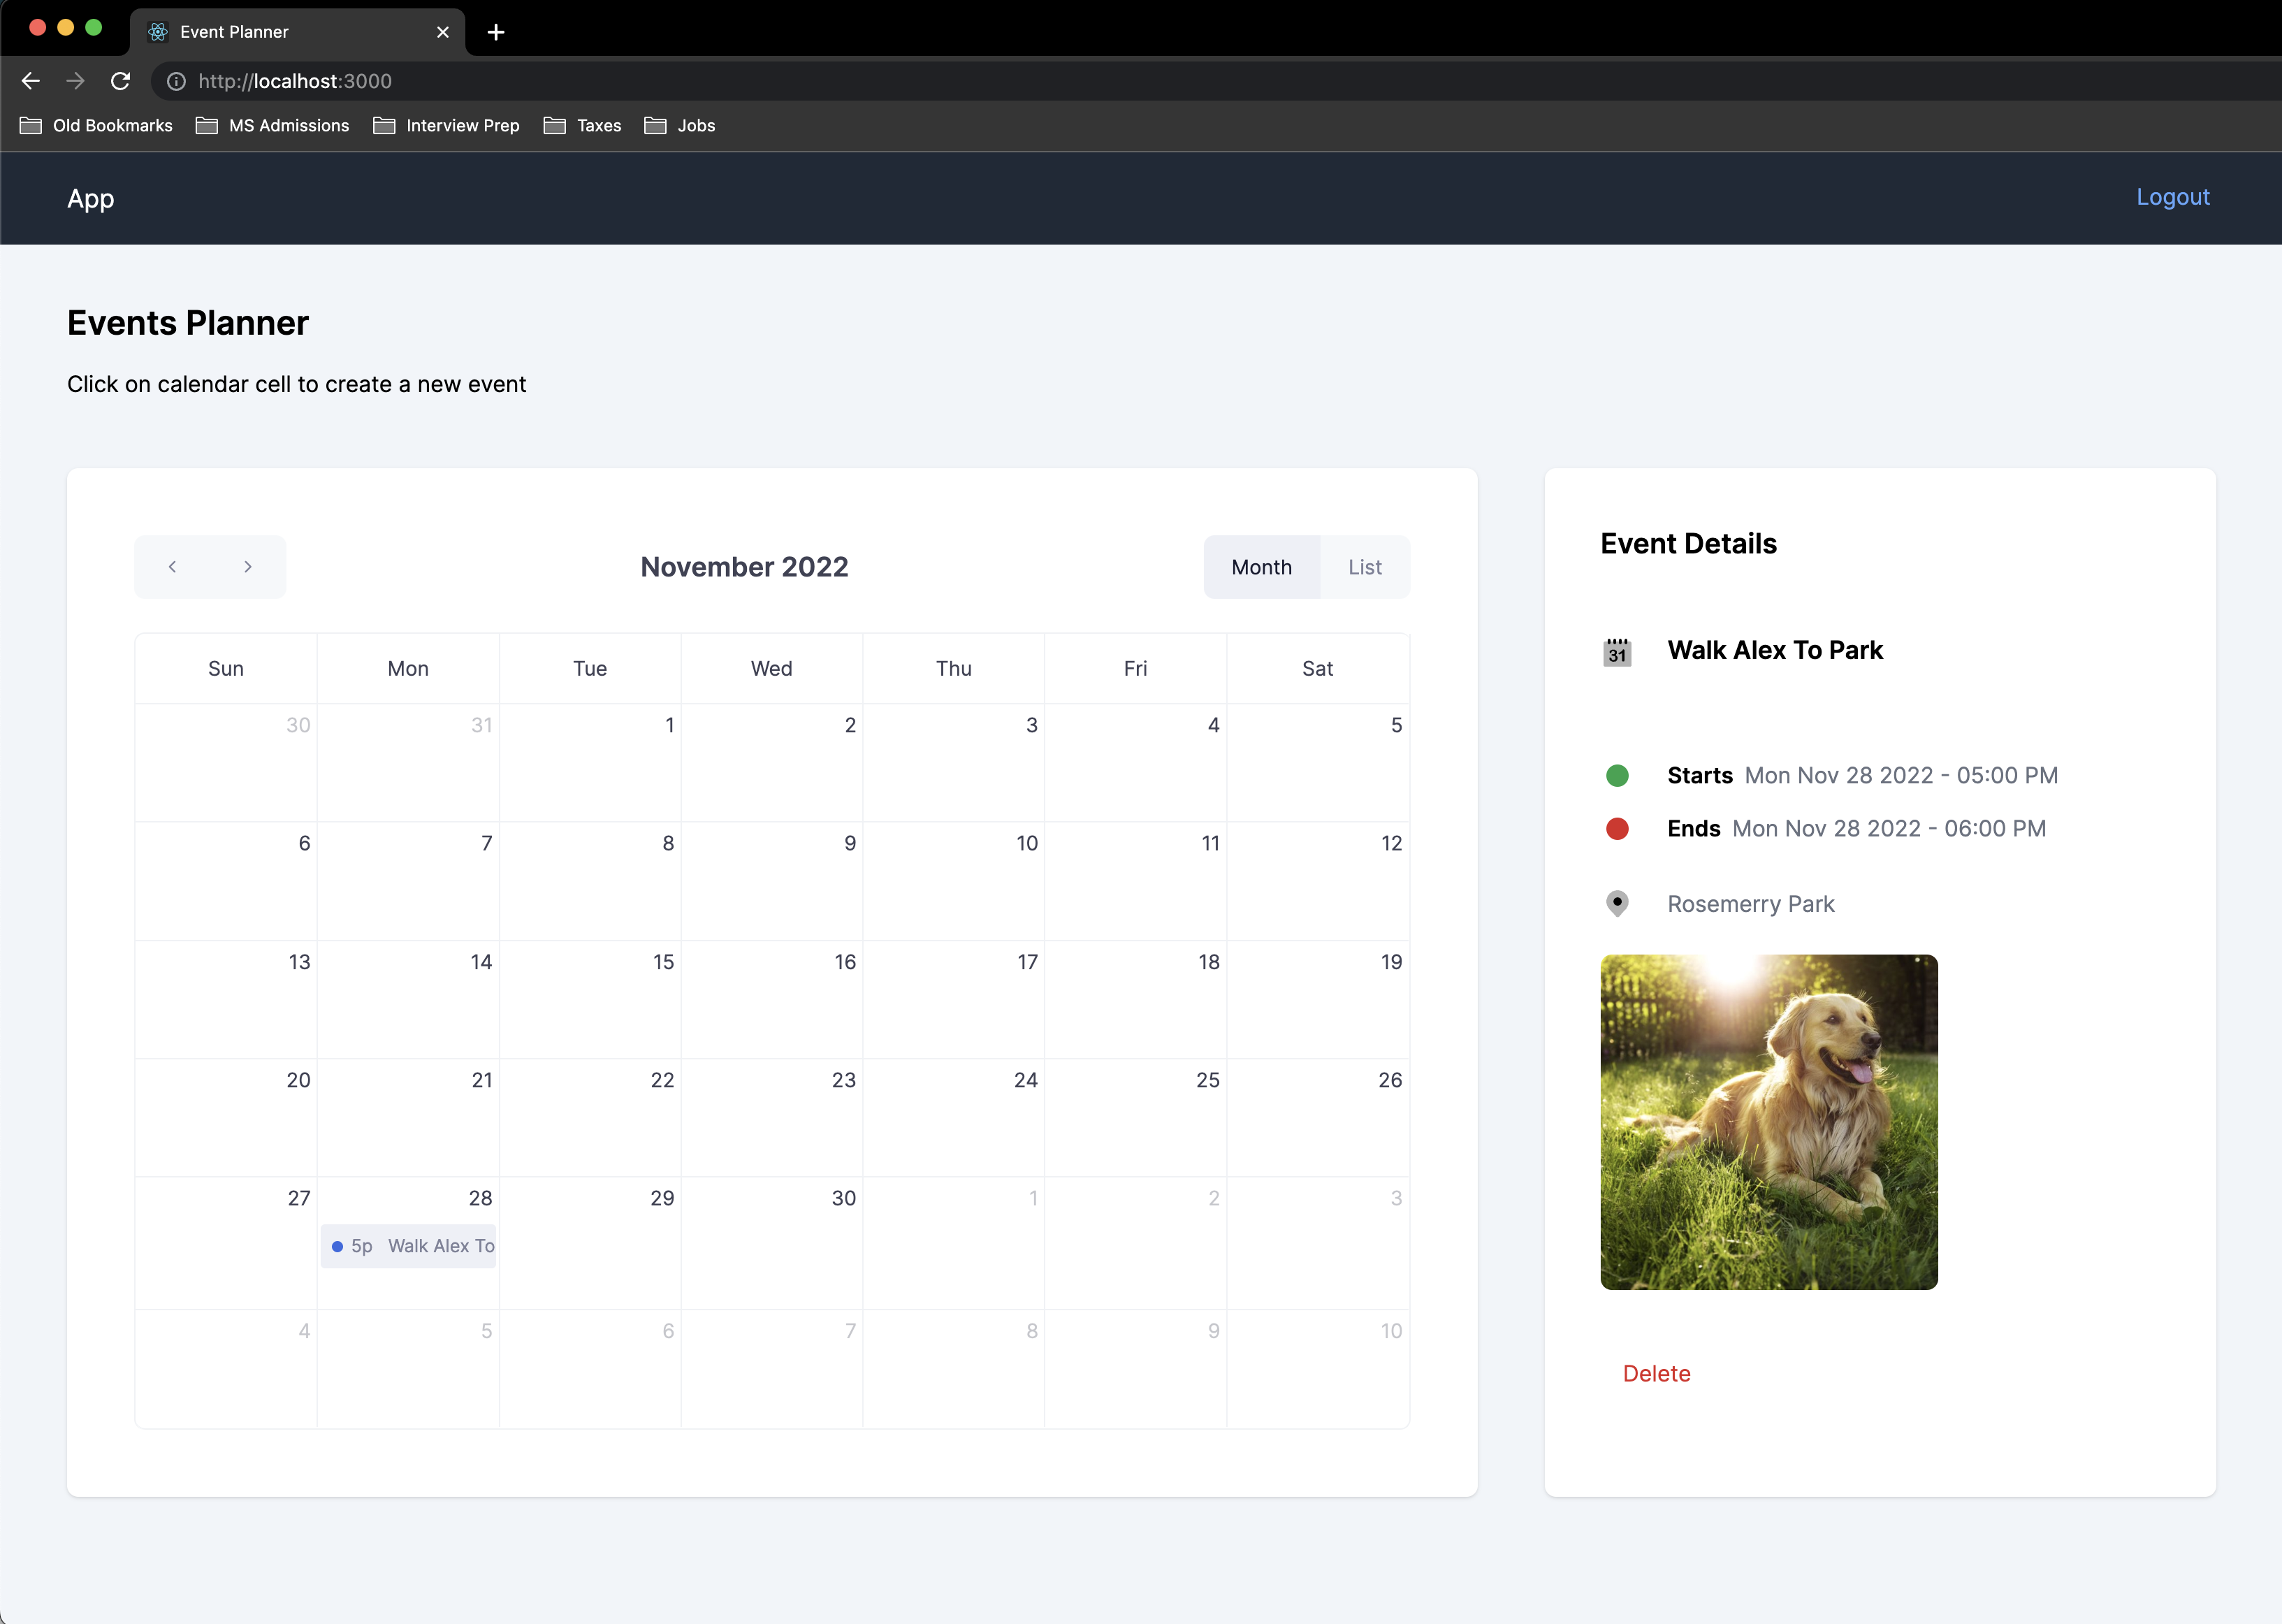 Event Planner
http://localhost:3000
Old Bookmarks MS Admissions Interview Prep Taxes Jobs
App Logout
Events Planner
Click on calendar cell to create a new event
November 2022
Month List
Sun Mon Tue Wed Thu Fri Sat
30 31 1 2 3 4 5
6 7 8 9 10 11 12
13 14 15 16 17 18 19
20 21 22 23 24 25 26
27 28 29 30 1 2 3
5p Walk Alex To
4 5 6 7 8 9 10
Event Details
31 Walk Alex To Park
Starts Mon Nov 28 2022 - 05:00 PM
Ends Mon Nov 28 2022 - 06:00 PM
Rosemerry Park
Delete